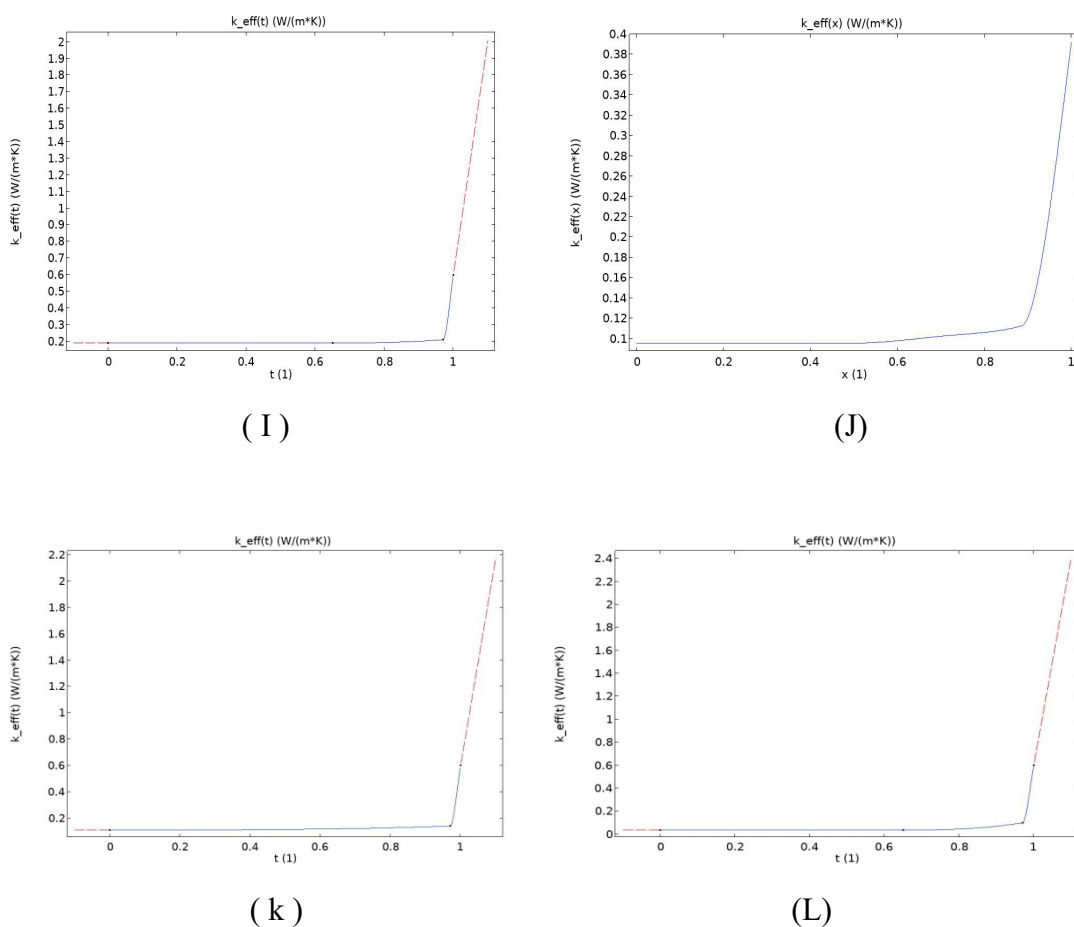 k_eff(t) (W/(m*K))
2
1.9
1.8
1.7
1.6
1.5
1.4
1.3
1.2
1.1
1
0.9
0.8
0.7
0.6
0.5
0.4
0.3
0.2
k_eff(t) (W/(m*K))
0 0.2 0.4 0.6 0.8 1
t (1)
( I )
k_eff(x) (W/(m*K))
0.4
0.38
0.36
0.34
0.32
0.3
0.28
0.26
0.24
0.22
0.2
0.18
0.16
0.14
0.12
0.1
k_eff(x) (W/(m*K))
0 0.2 0.4 0.6 0.8 1
x (1)
(J)
k_eff(t) (W/(m*K))
2.2
2
1.8
1.6
1.4
1.2
1
0.8
0.6
0.4
0.2
k_eff(t) (W/(m*K))
0 0.2 0.4 0.6 0.8 1
t (1)
( k )
k_eff(t) (W/(m*K))
2.4
2.2
2
1.8
1.6
1.4
1.2
1
0.8
0.6
0.4
0.2
0
k_eff(t) (W/(m*K))
0 0.2 0.4 0.6 0.8 1
t (1)
(L)